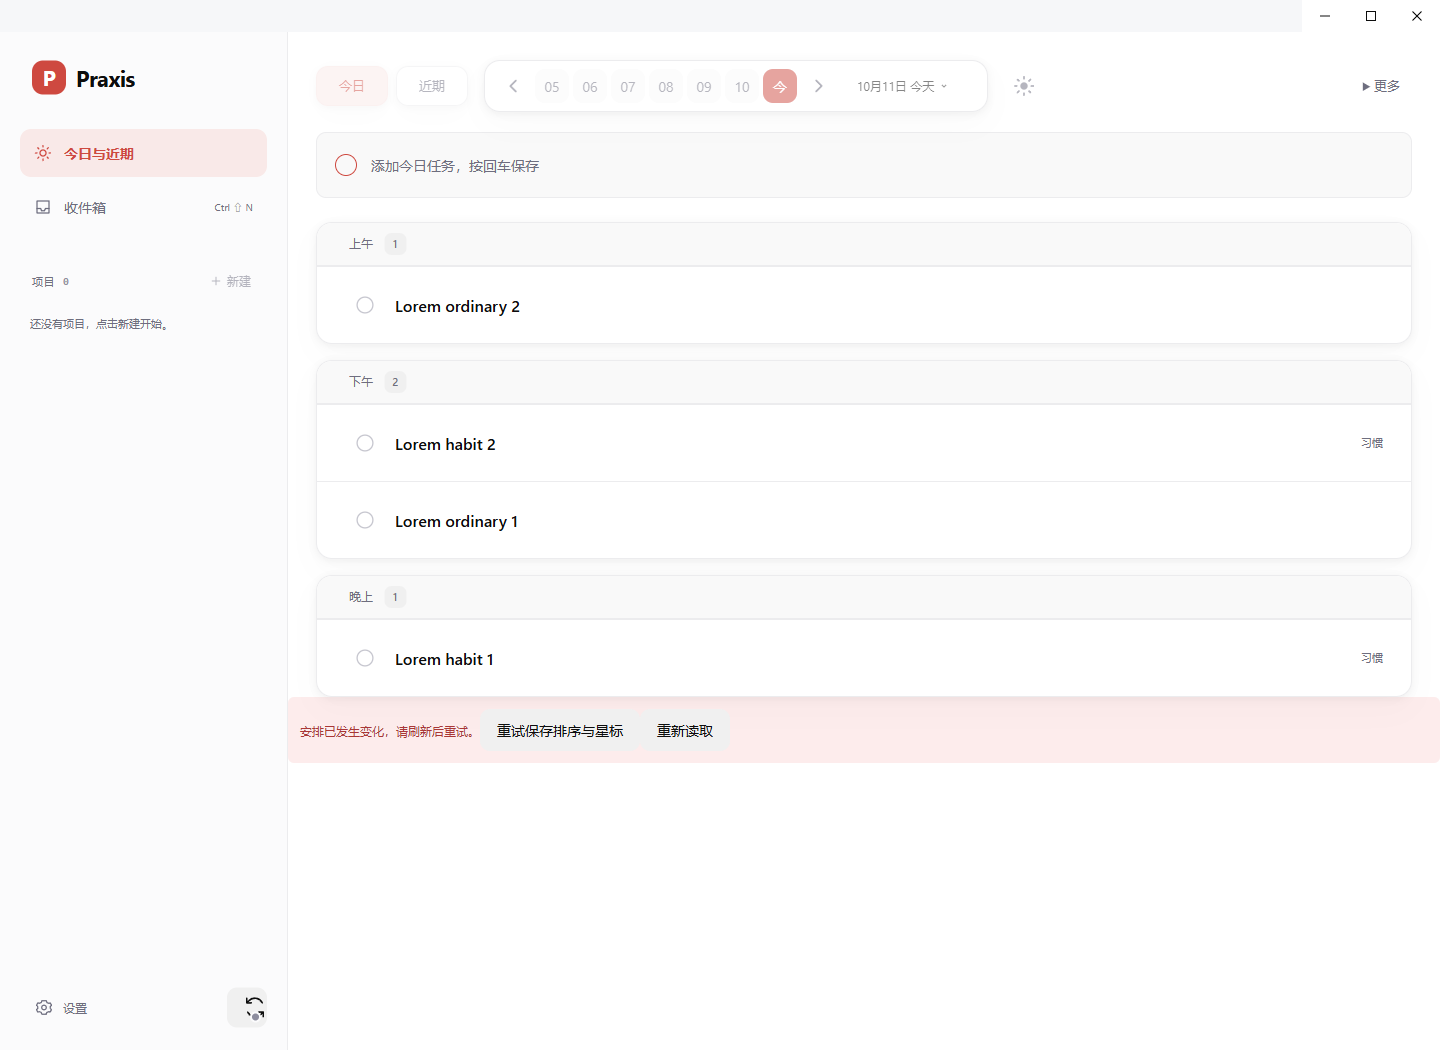 P Praxis
今日与近期
收件箱 Ctrl ⇧ N
项目 0 + 新建
还没有项目，点击新建开始。
设置
今日 近期 05 06 07 08 09 10 今 10月11日 今天 更多
添加今日任务，按回车保存
上午 1
Lorem ordinary 2
下午 2
Lorem habit 2 习惯
Lorem ordinary 1
晚上 1
Lorem habit 1 习惯
安排已发生变化，请刷新后重试。 重试保存排序与星标 重新读取